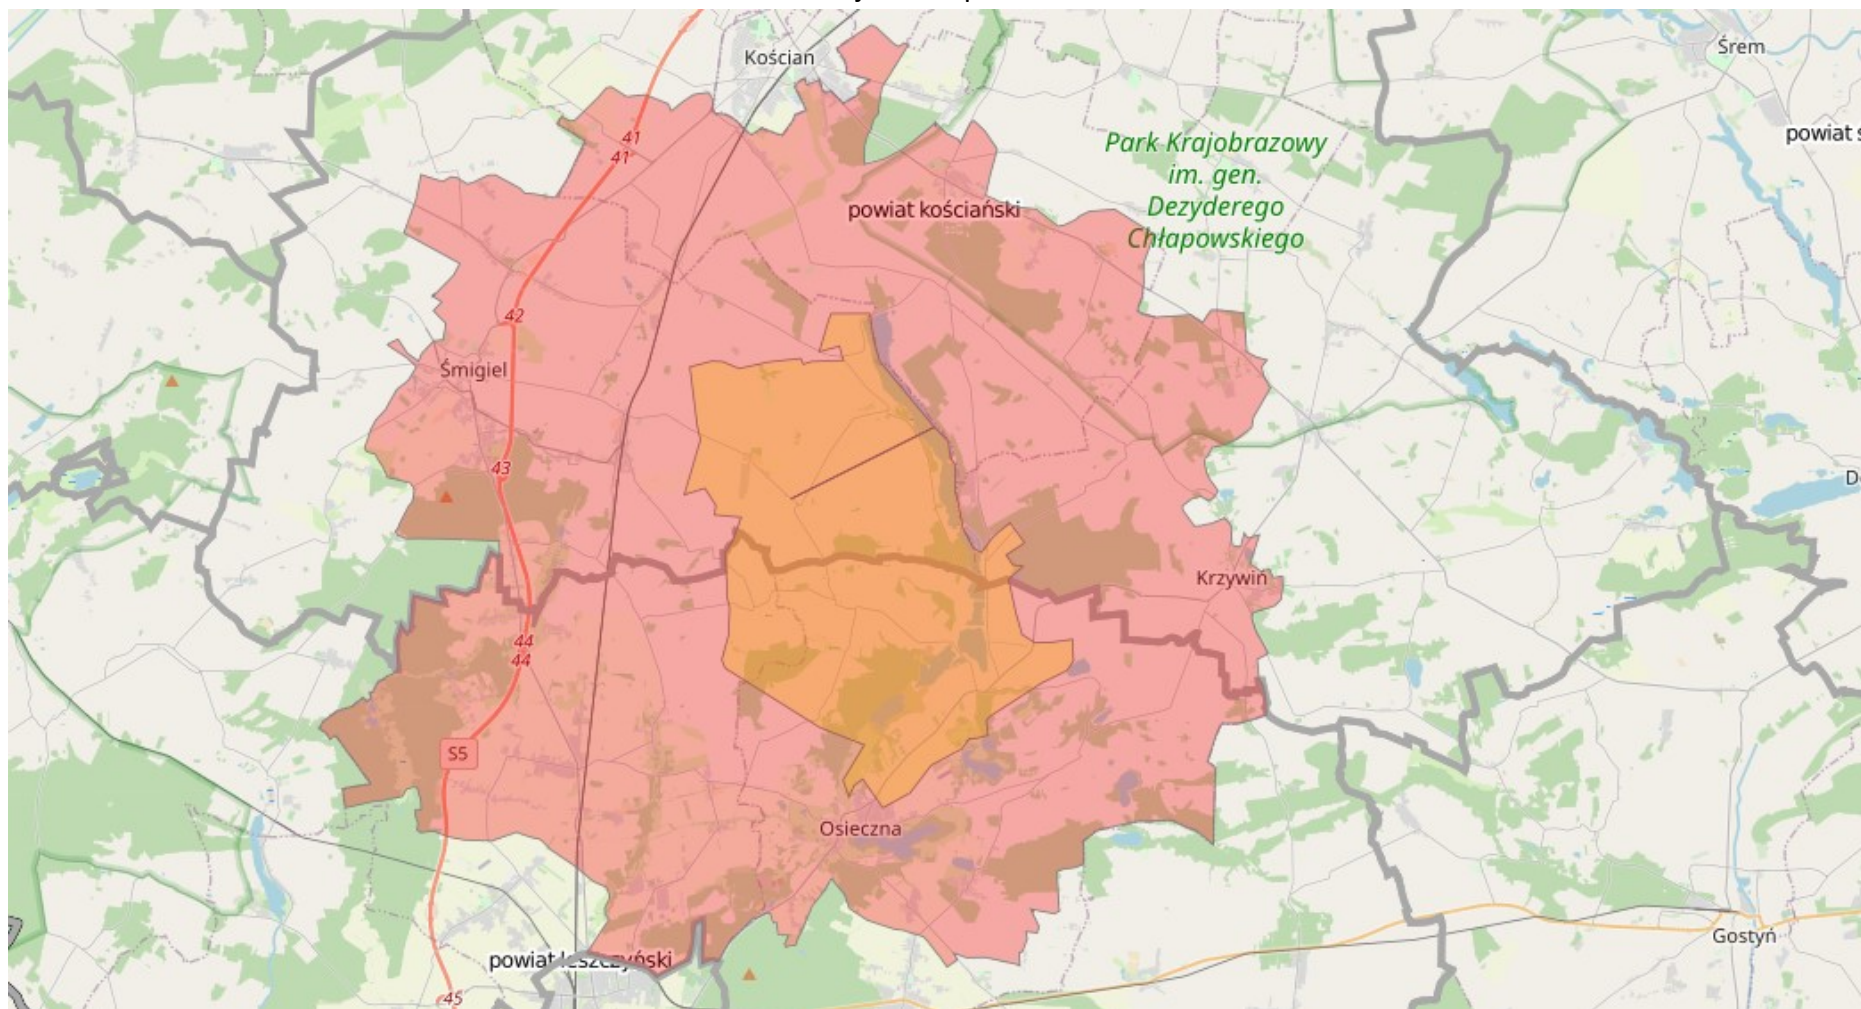 Kościan
Śrem
41
41
Park Krajobrazowy
im. gen.
Dezyderego
Chłapowskiego
powiat s
powiat kościański
42
Śmigiel
43
Krzywiń
44
44
S5
Osieczna
powiat leszczyński
Gostyń
45